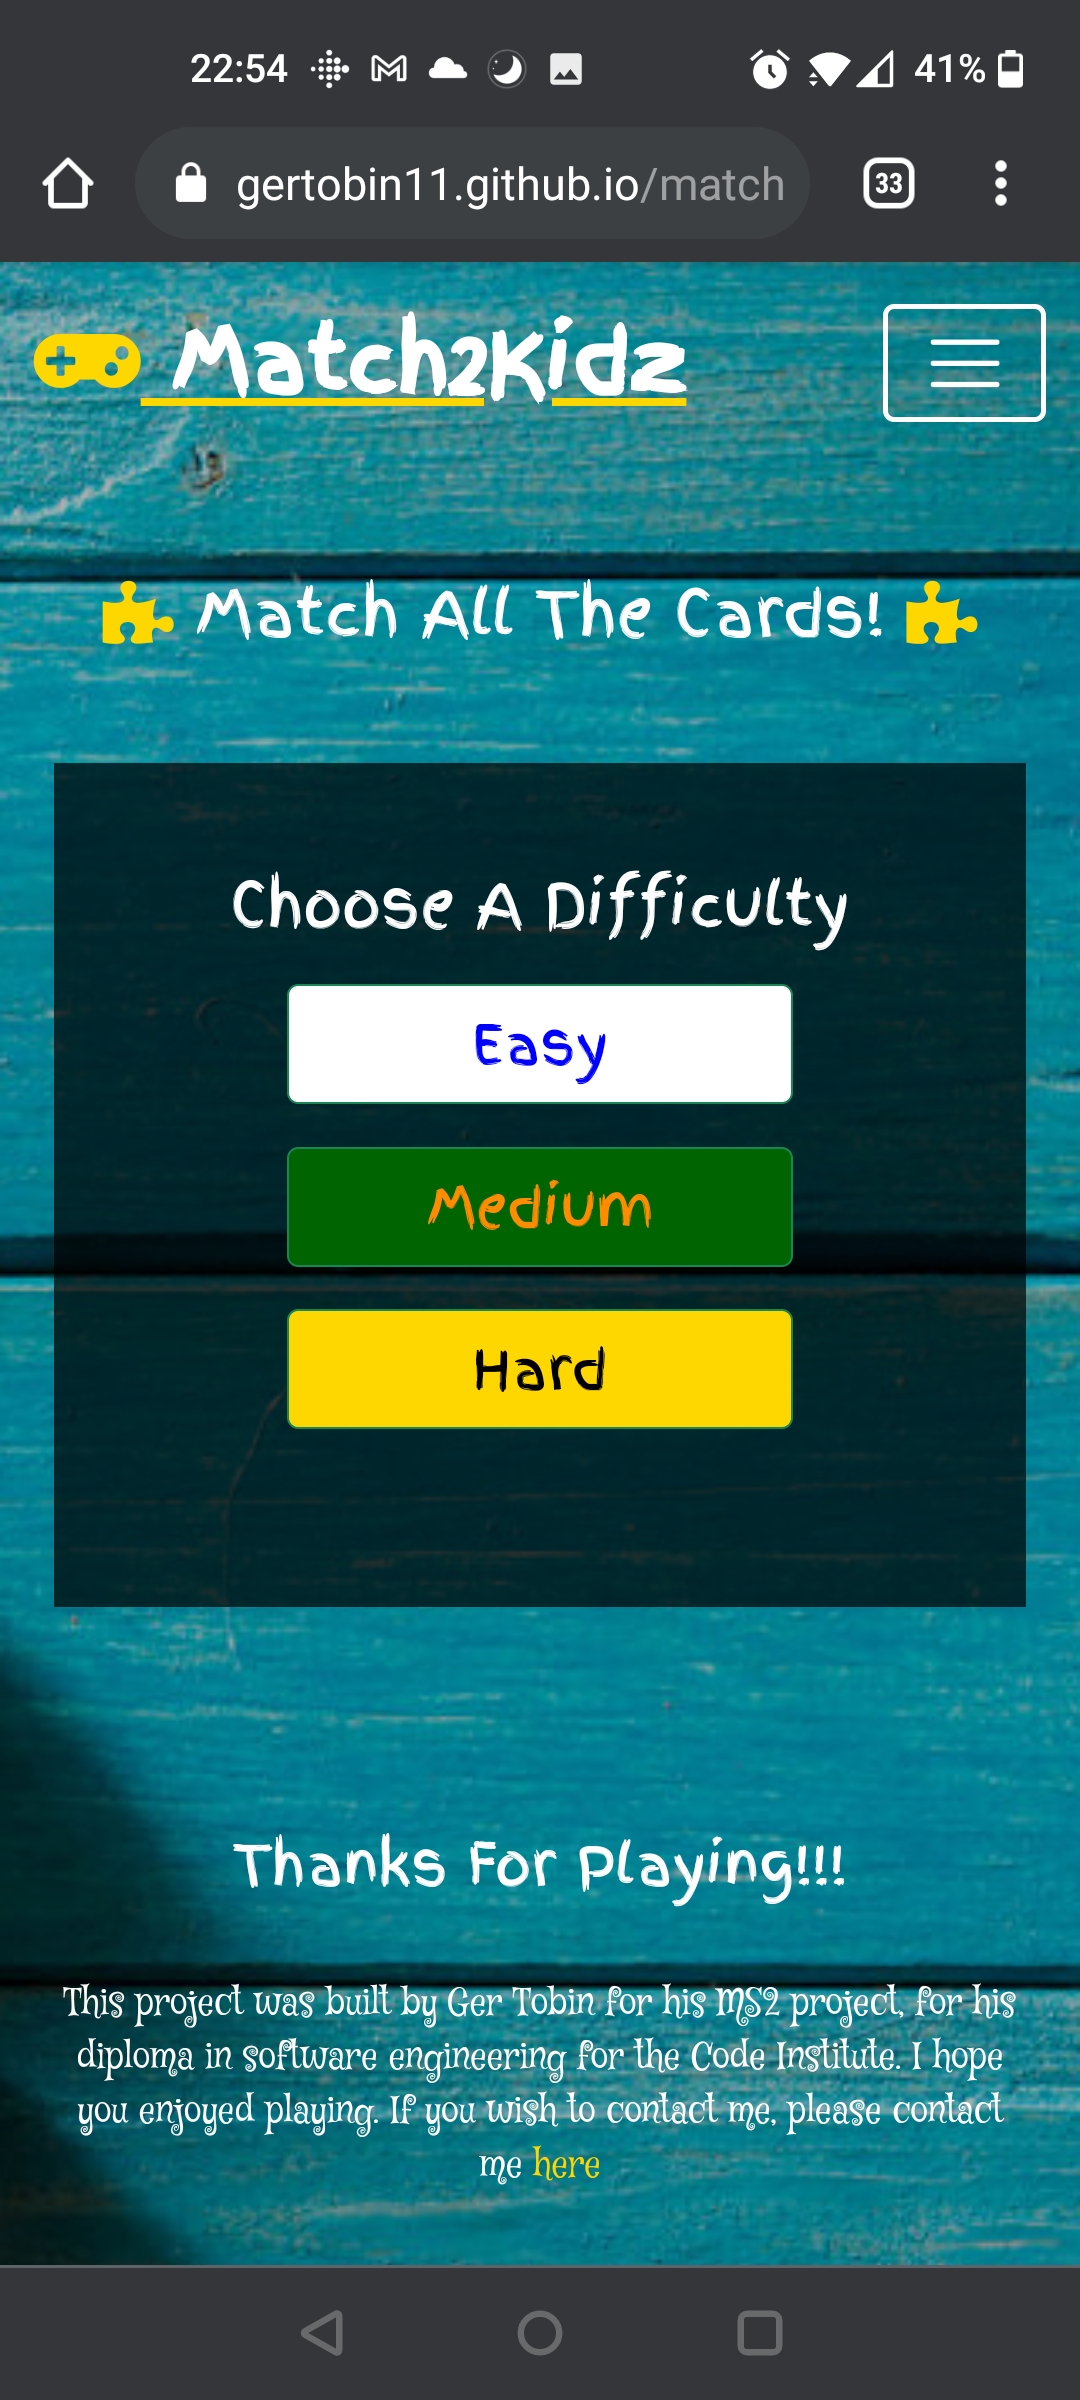 22:54
41%
gertobin11.github.io/match
33
Match2Kidz
Match All The Cards!
Choose A Difficulty
Easy
Medium
Hard
Thanks For Playing!!!
This project was built by Ger Tobin for his MS2 project, for his
diploma in software engineering for the Code Institute. I hope
you enjoyed playing. If you wish to contact me, please contact
me here